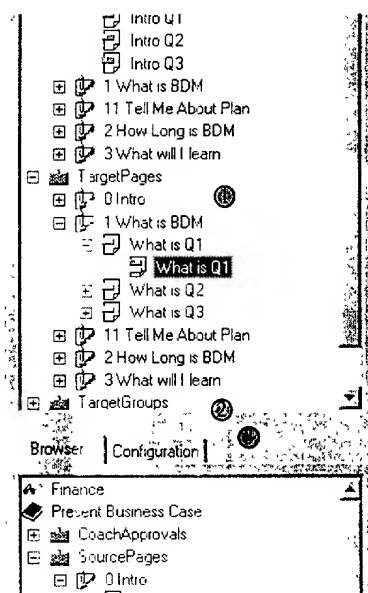 Intro Q1
Intro Q2
Intro Q3
1 What is BDM
11 Tell Me About Plan
2 How Long is BDM
3 What will I learn
TargetPages
0 Intro
1 What is BDM
What is Q1
What is Q1
What is Q2
What is Q3
11 Tell Me About Plan
2 How Long is BDM
3 What will I learn
TargetGroups
Browser Configuration
Finance
Present Business Case
CoachApprovals
SourcePages
0 Intro